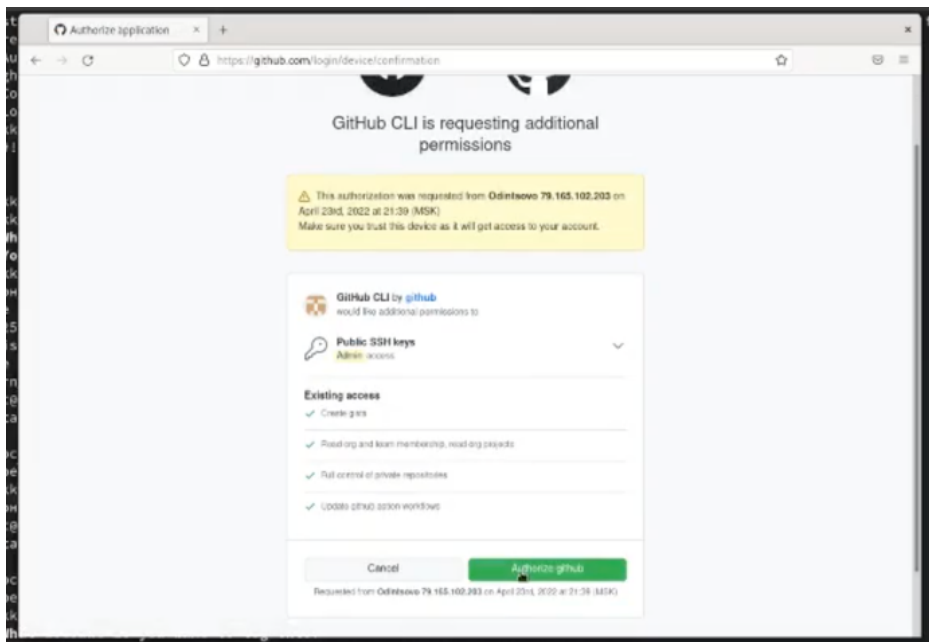 Authorize application
https://github.com/login/device/confirmation
GitHub CLI is requesting additional
permissions
This authorization was requested from Odintsovo 79.165.102.203 on
April 23rd, 2022 at 21:39 (MSK)
Make sure you trust this device as it will get access to your account.
GitHub CLI by github
would like additional permissions to
Public SSH keys
Admin access
Existing access
Create gists
Read org and team membership, read org projects
Full control of private repositories
Update github action workflows
Cancel
Authorize github
Requested from Odintsovo 79.165.102.203 on April 23rd, 2022 at 21:39 (MSK)